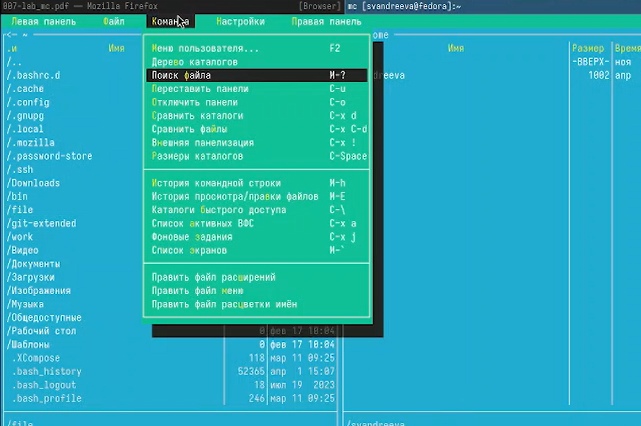 007-lab_mc.pdf — Mozilla Firefox [Browser] mc [svandreeva@fedora]:~
Левая панель Файл Команда Настройки Правая панель
<— ~ ome
.и Имя Имя Размер Время
Меню пользователя... F2
/.. Дерево каталогов -ВВЕРХ- ноя
/.bashrc.d Поиск файла M-? dreeva 1002 апр
/.cache Переставить панели C-u
/.config Отключить панели C-o
/.gnupg Сравнить каталоги C-x d
/.local Сравнить файлы C-x C-d
/.mozilla Внешняя панелизация C-x !
/.password-store Размеры каталогов C-Space
/.ssh
/Downloads История командной строки M-h
/bin История просмотра/правки файлов M-E
/file Каталоги быстрого доступа C-\
/git-extended Список активных ВФС C-x a
/work Фоновые задания C-x j
/Видео Список экранов M-`
/Документы
/Загрузки Править файл расширений
/Изображения Править файл меню
/Музыка Править файл расцветки имён
/Общедоступные
/Рабочий стол 0 фев 17 10:04
/Шаблоны 0 фев 17 10:04
.XCompose 118 мар 11 09:25
.bash_history 52365 апр 1 15:07
.bash_logout 18 июл 19 2023
.bash_profile 246 мар 11 09:25
/file /svandreeva